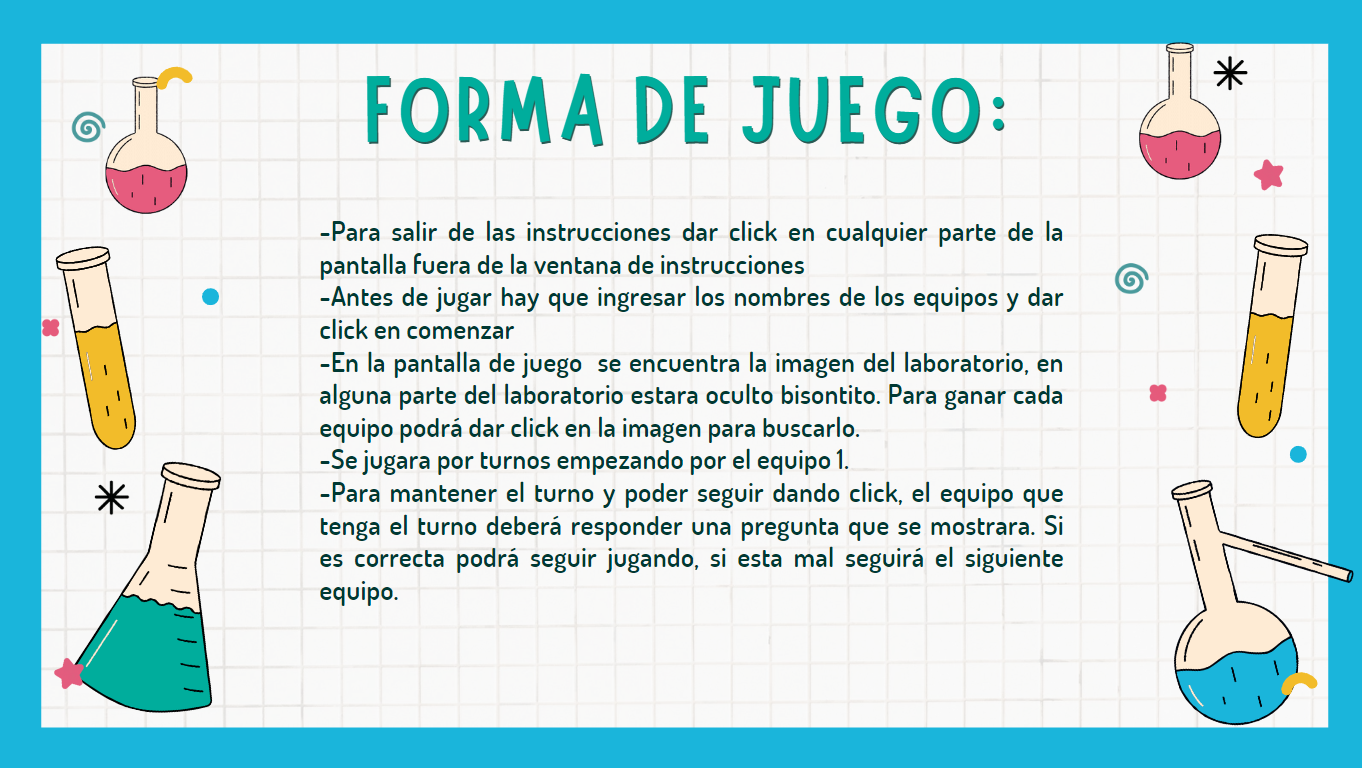 FORMA DE JUEGO:
-Para salir de las instrucciones dar click en cualquier parte de la
pantalla fuera de la ventana de instrucciones
-Antes de jugar hay que ingresar los nombres de los equipos y dar
click en comenzar
-En la pantalla de juego  se encuentra la imagen del laboratorio, en
alguna parte del laboratorio estara oculto bisontito. Para ganar cada
equipo podrá dar click en la imagen para buscarlo.
-Se jugara por turnos empezando por el equipo 1.
-Para mantener el turno y poder seguir dando click, el equipo que
tenga el turno deberá responder una pregunta que se mostrara. Si
es correcta podrá seguir jugando, si esta mal seguirá el siguiente
equipo.